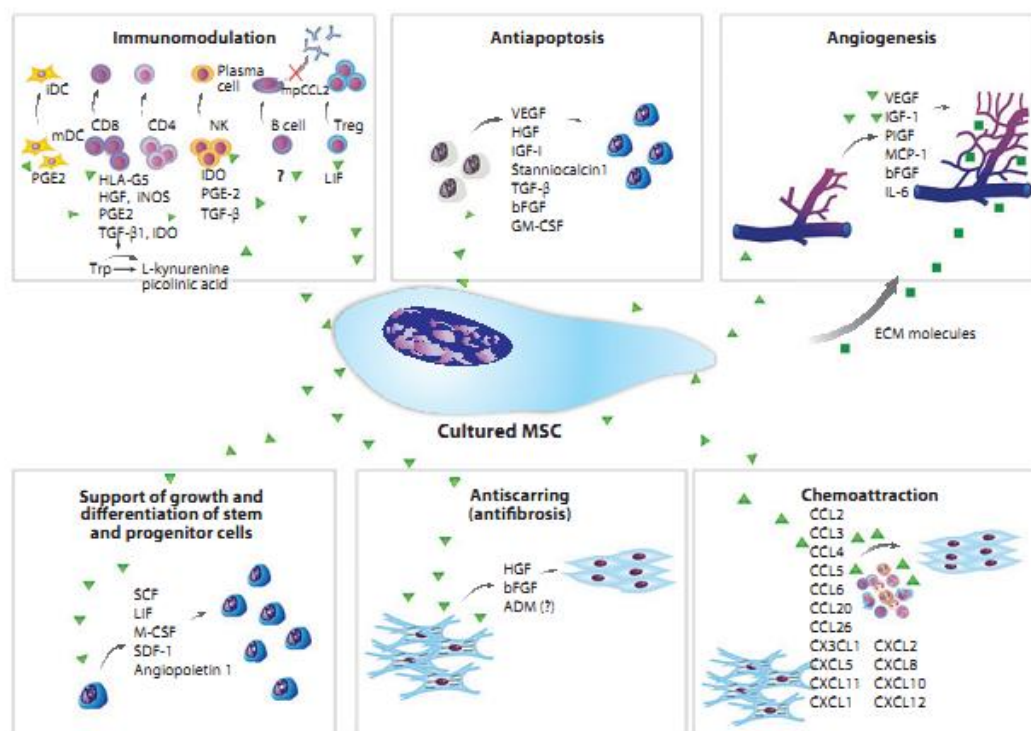 Immunomodulation
iDC
Plasma
cell
mpCCL2
mDC
CD8
CD4
NK
B cell
Treg
PGE2
HLA-G5
HGF, iNOS
PGE2
TGF-β1, IDO
IDO
PGE-2
TGF-β
?
LIF
Trp
L-kynurenine
picolinic acid
Antiapoptosis
VEGF
HGF
IGF-I
Stanniocalcin1
TGF-β
bFGF
GM-CSF
Angiogenesis
VEGF
IGF-1
PIGF
MCP-1
bFGF
IL-6
ECM molecules
Cultured MSC
Support of growth and
differentiation of stem
and progenitor cells
SCF
LIF
M-CSF
SDF-1
Angiopoietin 1
Antiscarring
(antifibrosis)
HGF
bFGF
ADM (?)
Chemoattraction
CCL2
CCL3
CCL4
CCL5
CCL6
CCL20
CCL26
CX3CL1 CXCL2
CXCL5 CXCL8
CXCL11 CXCL10
CXCL1 CXCL12